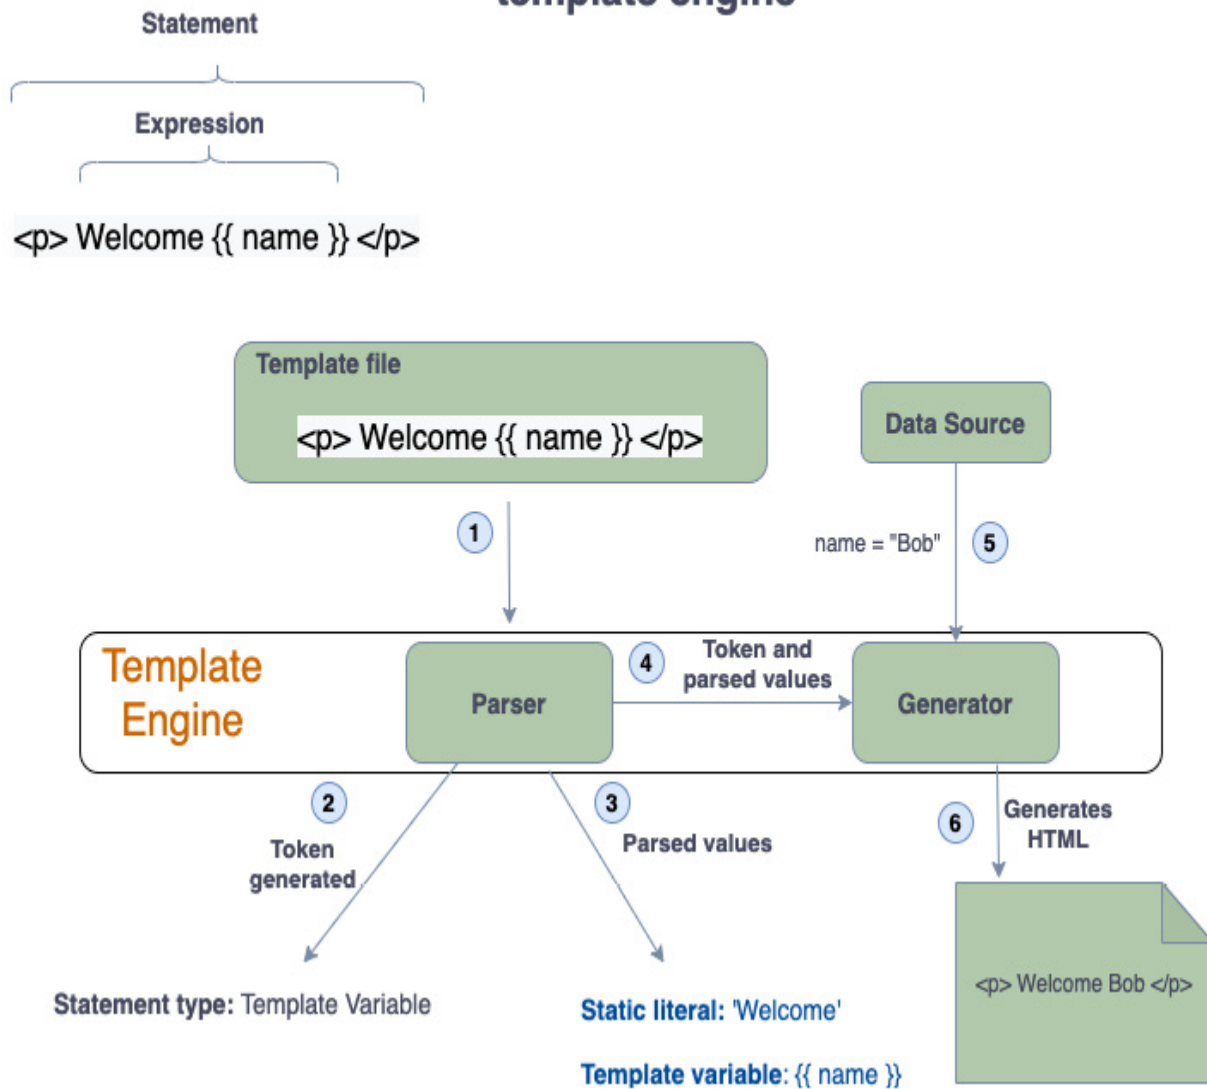 template engine
Statement
Expression
<p> Welcome {{ name }} </p>
Template file
<p> Welcome {{ name }} </p>
Data Source
1
name = "Bob"
5
Template
Engine
Parser
4
Token and
parsed values
Generator
2
Token
generated
3
Parsed values
6
Generates
HTML
Statement type: Template Variable
Static literal: 'Welcome'
Template variable: {{ name }}
<p> Welcome Bob </p>